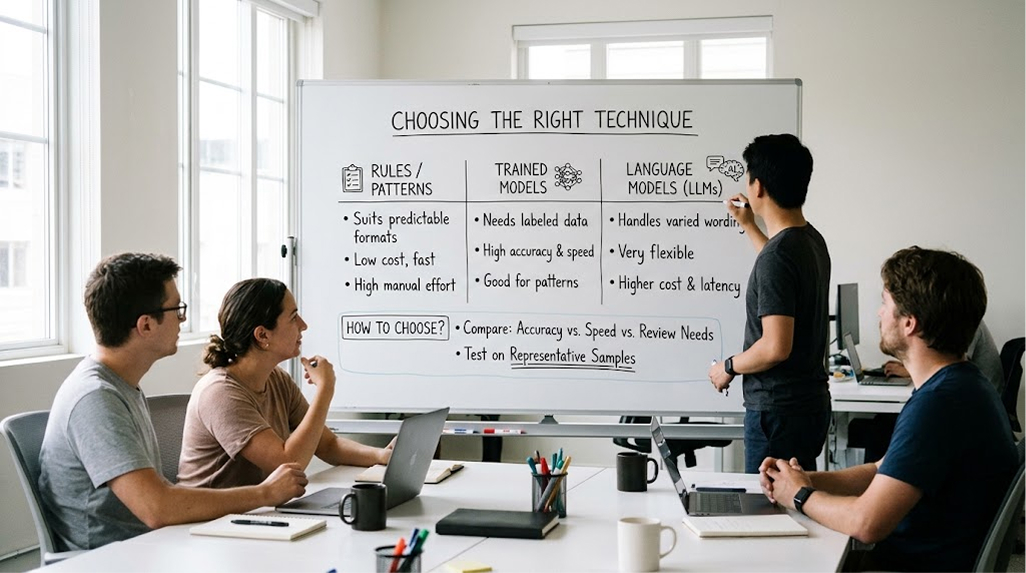 CHOOSING THE RIGHT TECHNIQUE
RULES /
PATTERNS
• Suits predictable
formats
• Low cost, fast
• High manual effort
TRAINED
MODELS
• Needs labeled data
• High accuracy & speed
• Good for patterns
LANGUAGE
MODELS (LLMs)
AI
• Handles varied wording
• Very flexible
• Higher cost & latency
HOW TO CHOOSE?
• Compare: Accuracy vs. Speed vs. Review Needs
• Test on Representative Samples